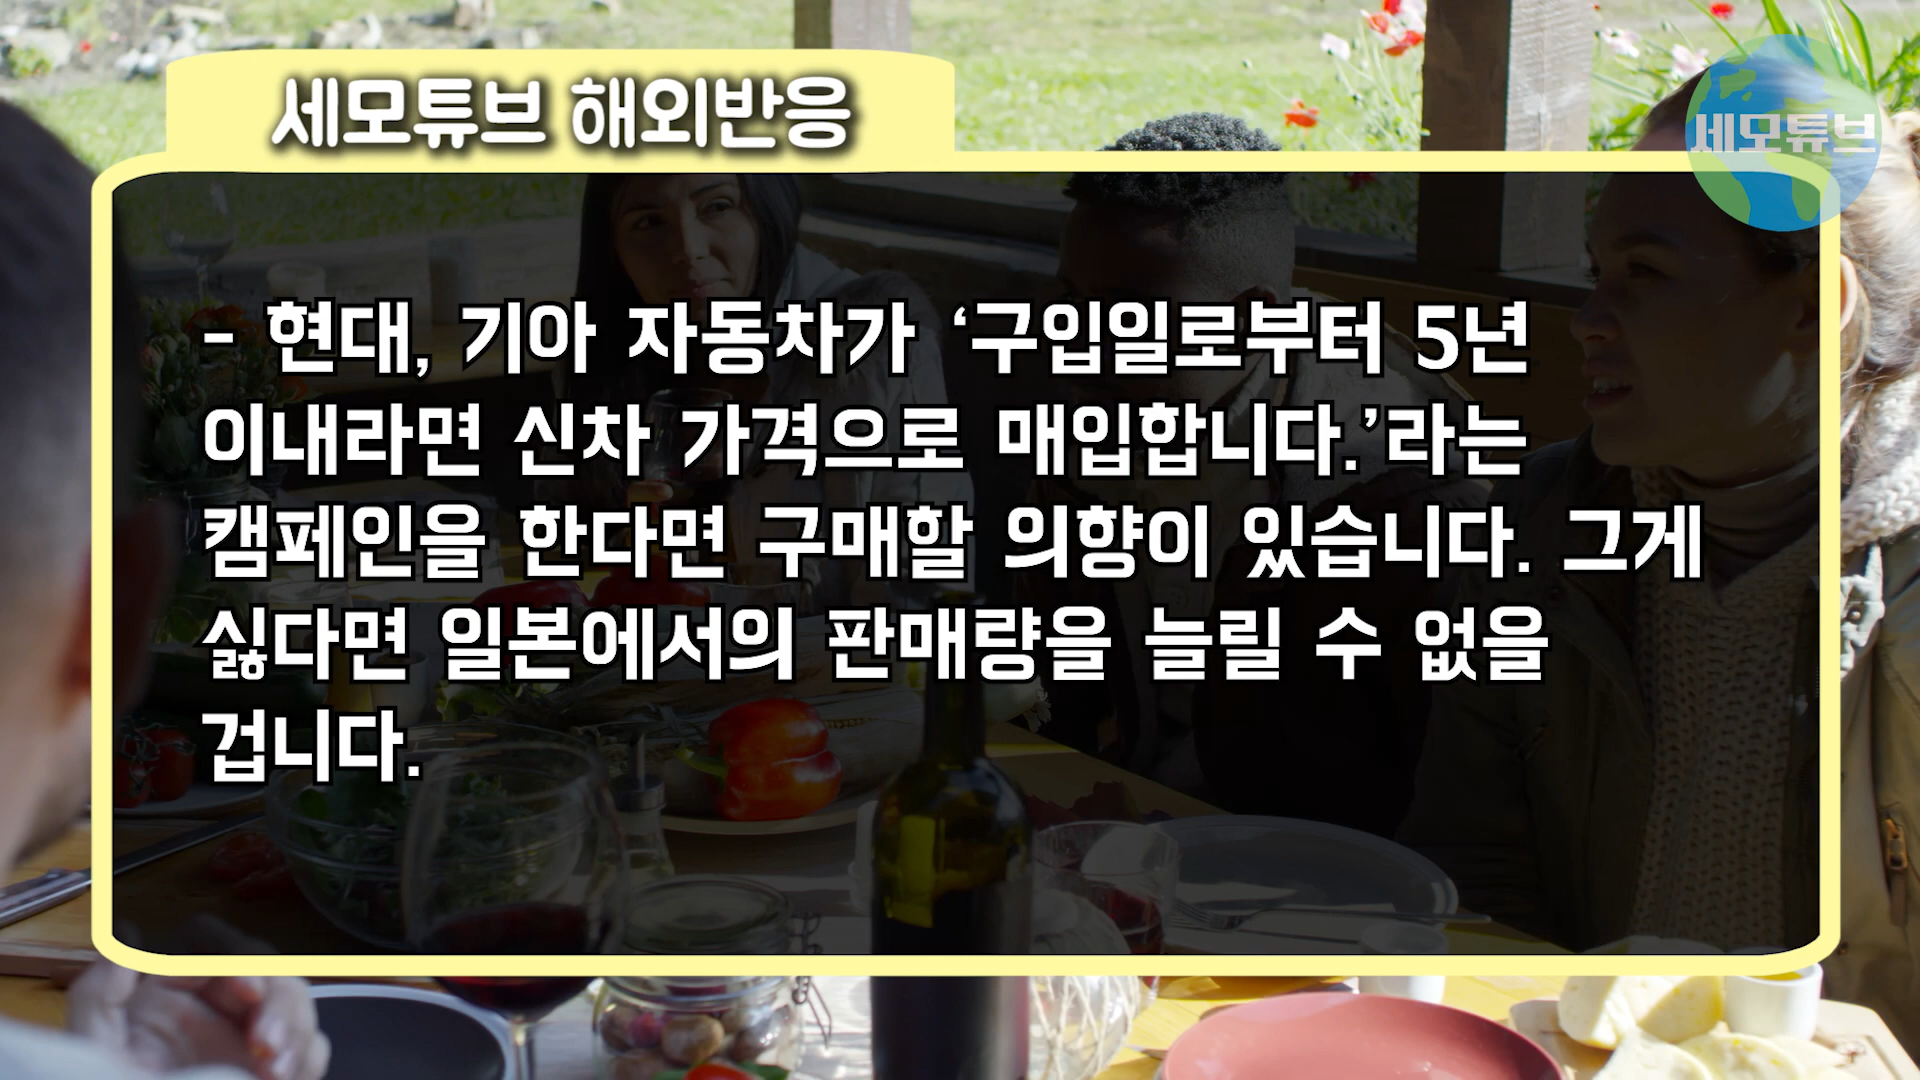 세모튜브 해외반응
세모튜브
- 현대, 기아 자동차가 ‘구입일로부터 5년
이내라면 신차 가격으로 매입합니다.’라는
캠페인을 한다면 구매할 의향이 있습니다. 그게
싫다면 일본에서의 판매량을 늘릴 수 없을
겁니다.